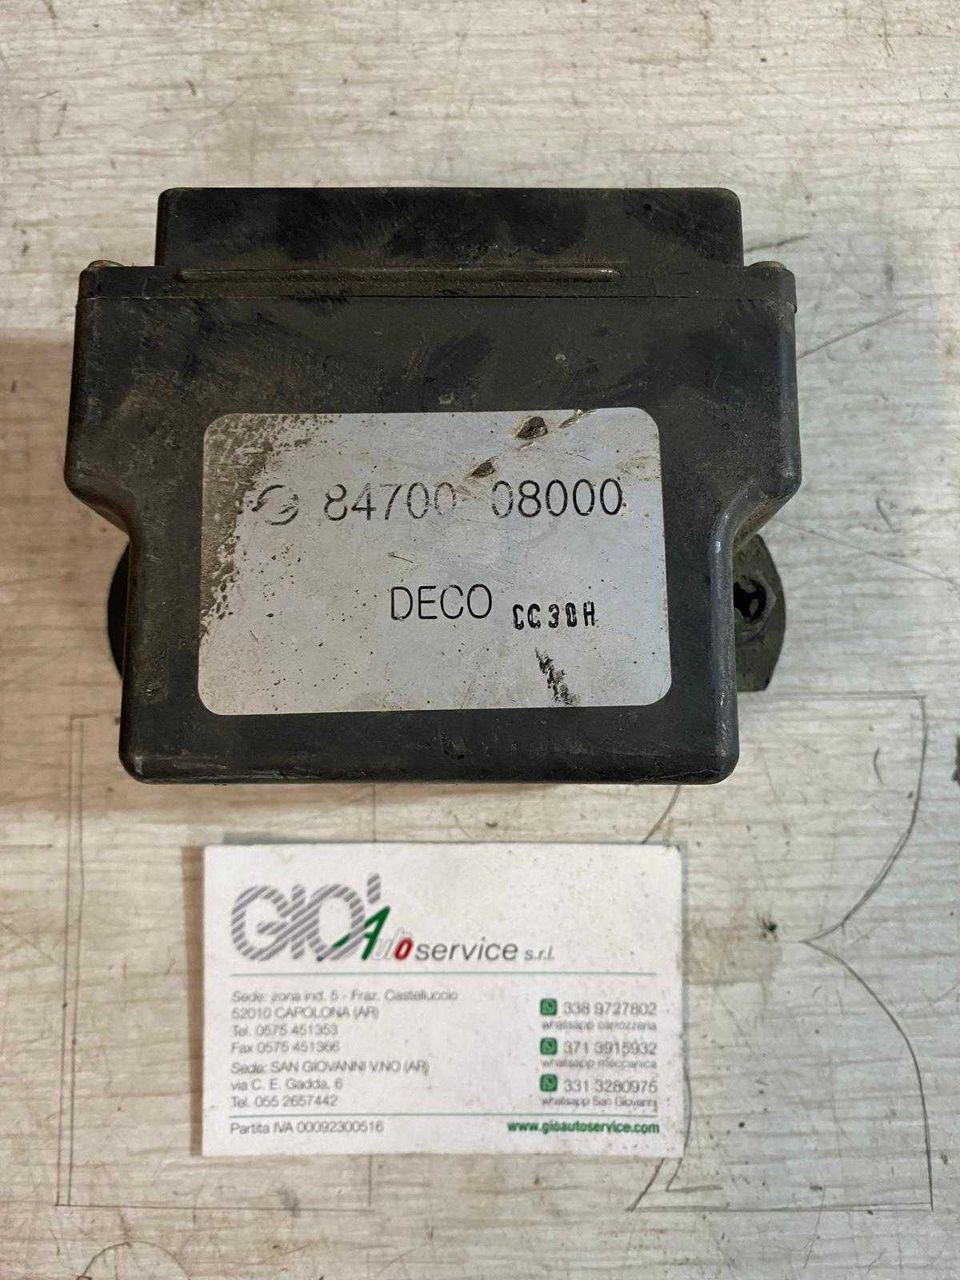 84700 08000
DECO CC30H
GIO' Auto service s.r.l.
Sede: zona ind. 5 - Fraz. Castelluccio
52010 CAPOLONA (AR)
Tel. 0575 451353
Fax 0575 451366
Sede: SAN GIOVANNI V.NO (AR)
via C. E. Gadda, 6
Tel. 055 2657442
Partita IVA 00092300516
338 9727802
whatsapp carrozzeria
371 3915932
whatsapp meccanica
331 3280975
whatsapp San Giovanni
www.gioautoservice.com